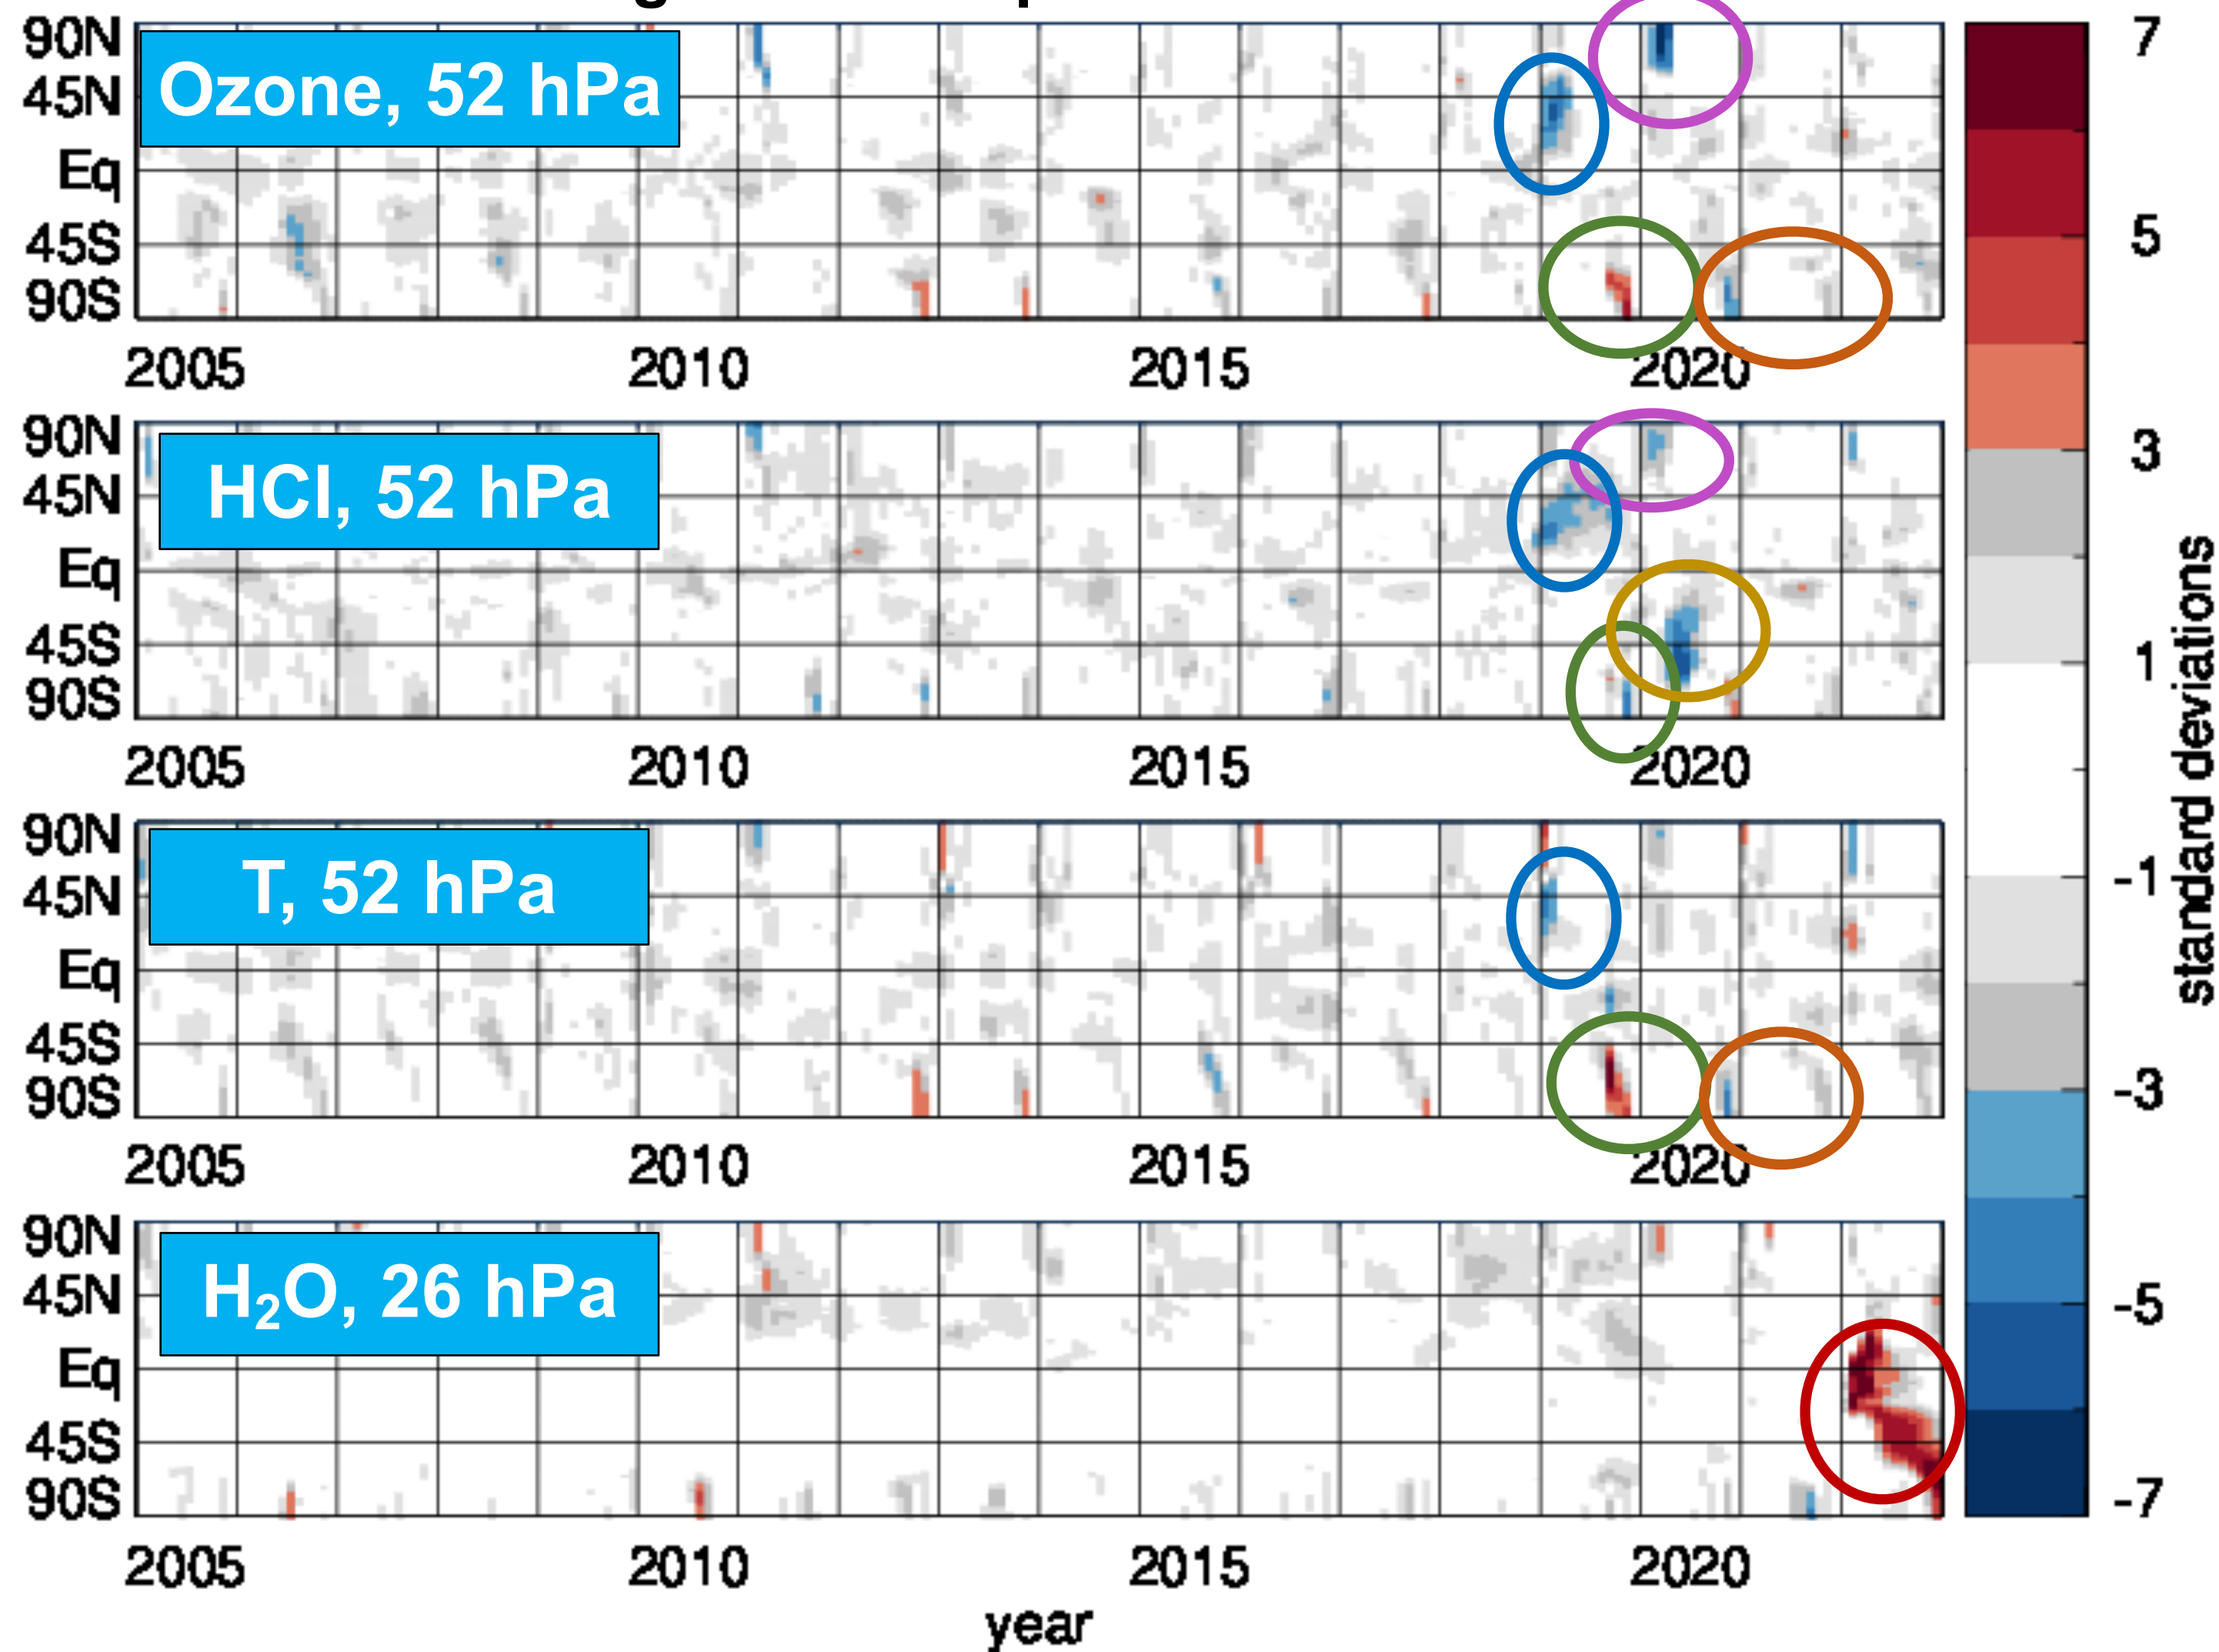 90N
45N
Eq
45S
90S
Ozone, 52 hPa
2005 2010 2015 2020
90N
45N
Eq
45S
90S
HCl, 52 hPa
2005 2010 2015 2020
90N
45N
Eq
45S
90S
T, 52 hPa
2005 2010 2015 2020
90N
45N
Eq
45S
90S
H₂O, 26 hPa
2005 2010 2015 2020
year
7
5
3
1
-1
-3
-5
-7
standard deviations